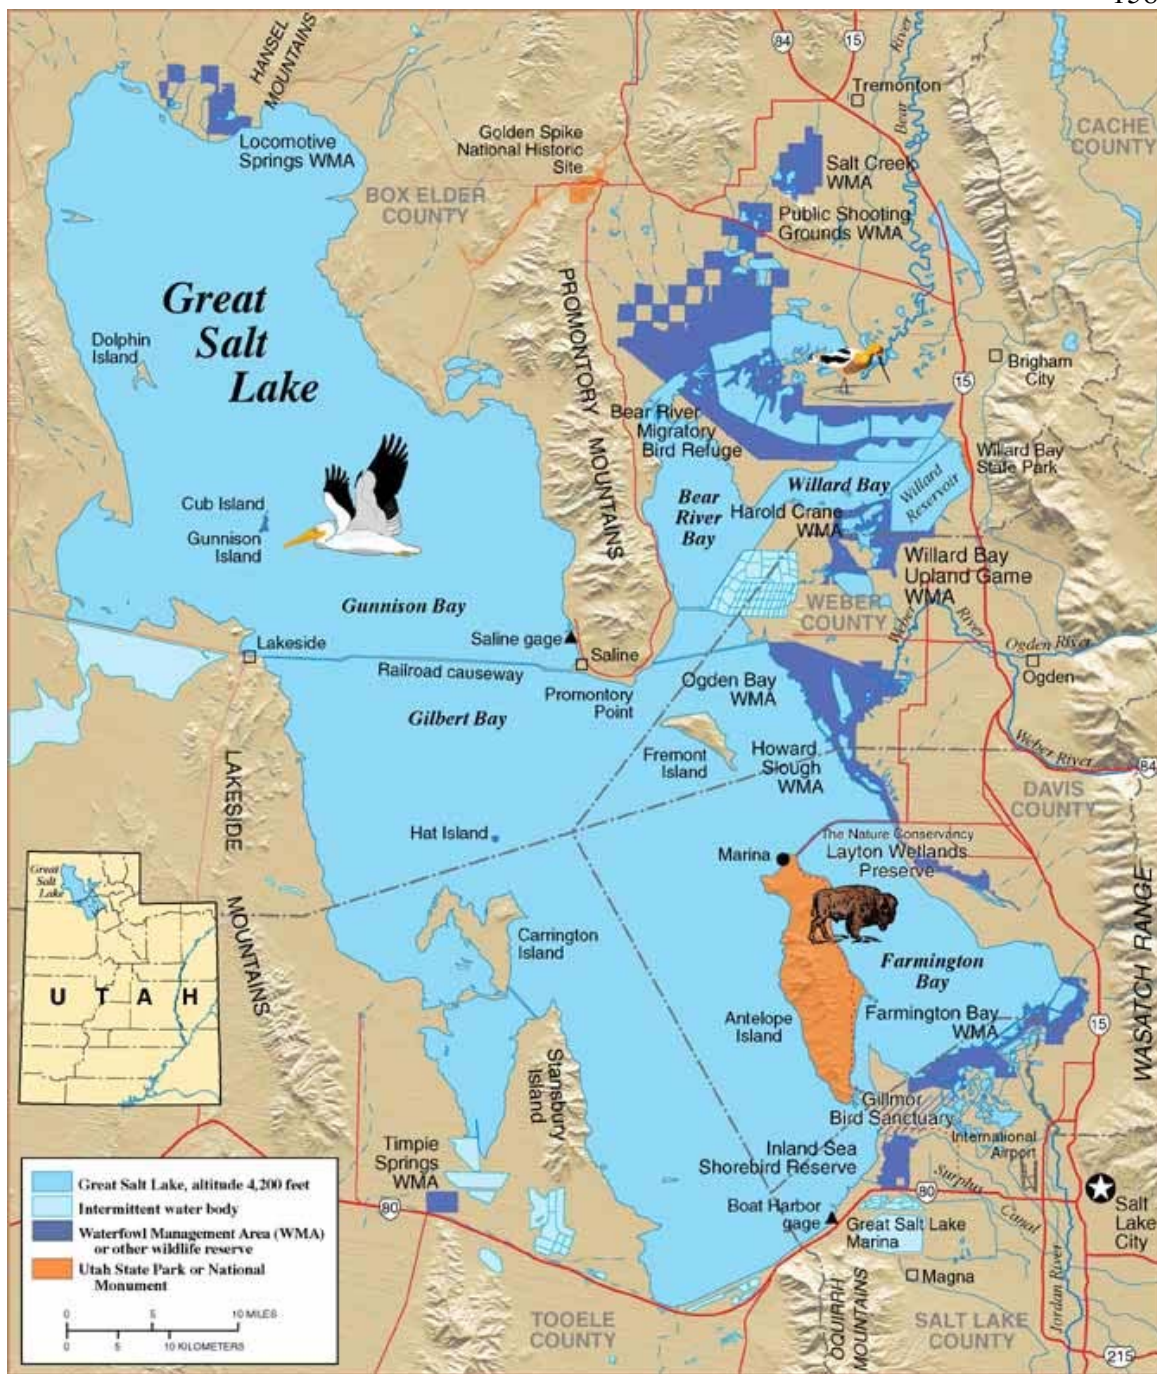 HANSEL
MOUNTAINS
84
15
River
Bear
Tremonton
CACHE
COUNTY
Locomotive
Springs WMA
Golden Spike
National Historic
Site
BOX ELDER
COUNTY
Salt Creek
WMA
Public Shooting
Grounds WMA
Great
Salt
Lake
Dolphin
Island
PROMONTORY MOUNTAINS
15
Brigham
City
Bear River
Migratory
Bird Refuge
Willard Bay
State Park
Willard Bay
Willard
Reservoir
Bear
River
Bay
Harold Crane
WMA
Cub Island
Gunnison
Island
Willard Bay
Upland Game
WMA
WEBER
COUNTY
Weber River
Gunnison Bay
Saline gage
Saline
Lakeside
Railroad causeway
Promontory
Point
Ogden River
Ogden
Ogden Bay
WMA
Gilbert Bay
Fremont
Island
Howard
Slough
WMA
Weber River
84
DAVIS
COUNTY
LAKESIDE
MOUNTAINS
Hat Island
Marina
The Nature Conservancy
Layton Wetlands
Preserve
Great
Salt
Lake
UTAH
Carrington
Island
Farmington
Bay
WASATCH RANGE
Antelope
Island
Farmington Bay
WMA
15
Stansbury
Island
Gillmor
Bird Sanctuary
International
Airport
Timpie
Springs
WMA
Inland Sea
Shorebird Reserve
80
80
Surplus
Canal
Boat Harbor
gage
Great Salt Lake
Marina
Salt
Lake
City
Magna
Jordan River
TOOELE
COUNTY
OQUIRRH
MOUNTAINS
SALT LAKE
COUNTY
215
Great Salt Lake, altitude 4,200 feet
Intermittent water body
Waterfowl Management Area (WMA)
or other wildlife reserve
Utah State Park or National
Monument
0 5 10 MILES
0 5 10 KILOMETERS